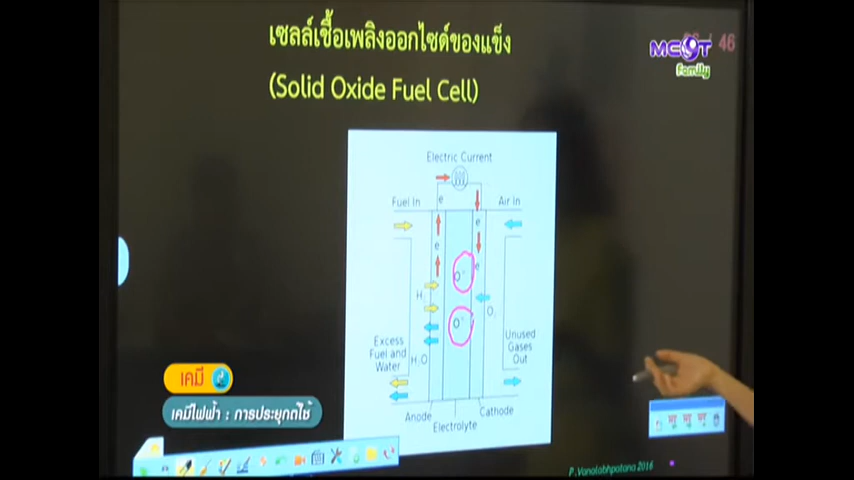 เซลล์เชื้อเพลิงออกไซด์ของแข็ง
(Solid Oxide Fuel Cell)
MCOT
family
46
Electric Current
Fuel In
e
Air In
e
e
e
O
H₂
O₂
O
Excess
Fuel and
Water
H₂O
Unused
Gases
Out
Anode
Cathode
Electrolyte
เคมี
เคมีไฟฟ้า : การประยุกต์ใช้
P.Vanalabhpatana 2016